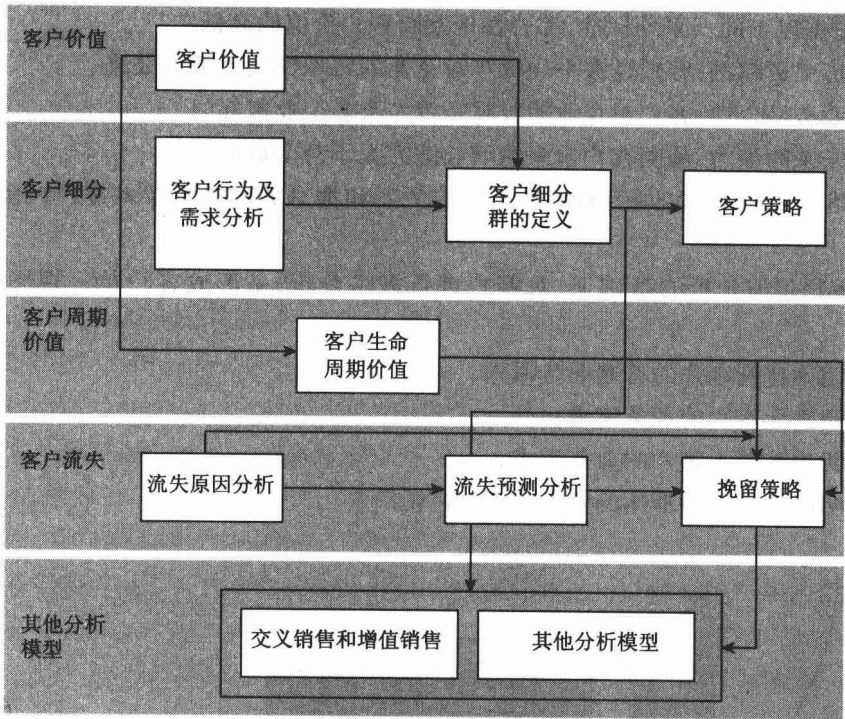 客户价值
客户价值
客户细分
客户行为及
需求分析
客户细分
群的定义
客户策略
客户周期
价值
客户生命
周期价值
客户流失
流失原因分析
流失预测分析
挽留策略
其他分析
模型
交义销售和增值销售
其他分析模型